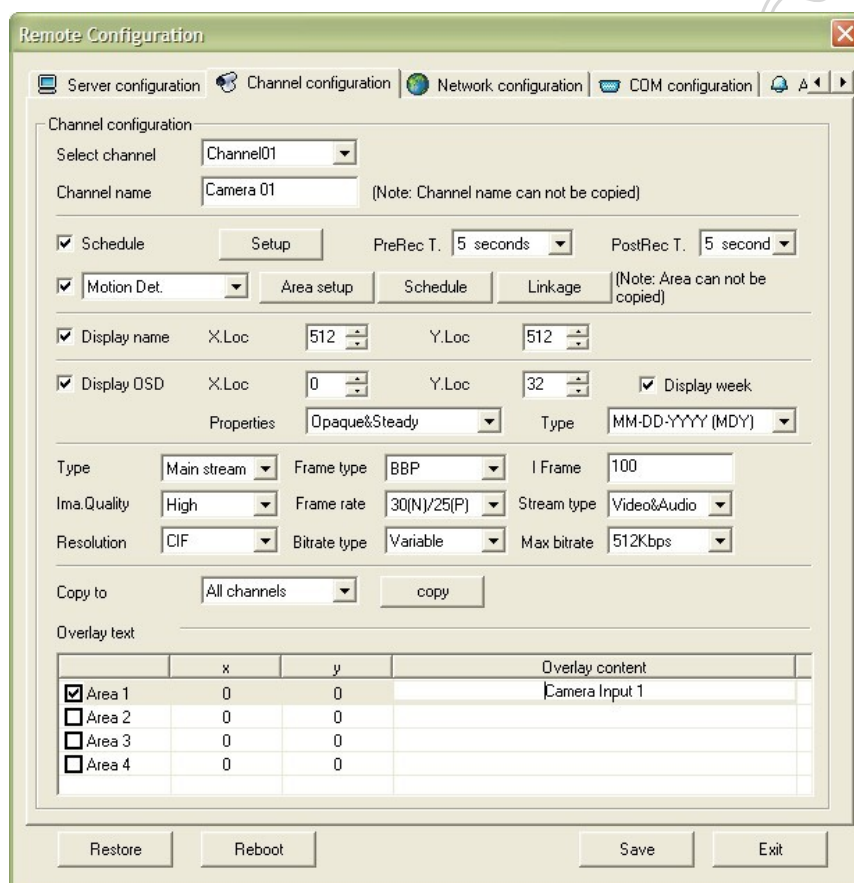 Remote Configuration
Server configuration Channel configuration Network configuration COM configuration A
Channel configuration
Select channel Channel01
Channel name Camera 01 (Note: Channel name can not be copied)
Schedule Setup PreRec T. 5 seconds PostRec T. 5 second
Motion Det. Area setup Schedule Linkage (Note: Area can not be
copied)
Display name X.Loc 512 Y.Loc 512
Display OSD X.Loc 0 Y.Loc 32 Display week
Properties Opaque&Steady Type MM-DD-YYYY (MDY)
Type Main stream Frame type BBP I Frame 100
Ima.Quality High Frame rate 30(N)/25(P) Stream type Video&Audio
Resolution CIF Bitrate type Variable Max bitrate 512Kbps
Copy to All channels copy
Overlay text
x y Overlay content
Area 1 0 0 Camera Input 1
Area 2 0 0
Area 3 0 0
Area 4 0 0
Restore Reboot Save Exit